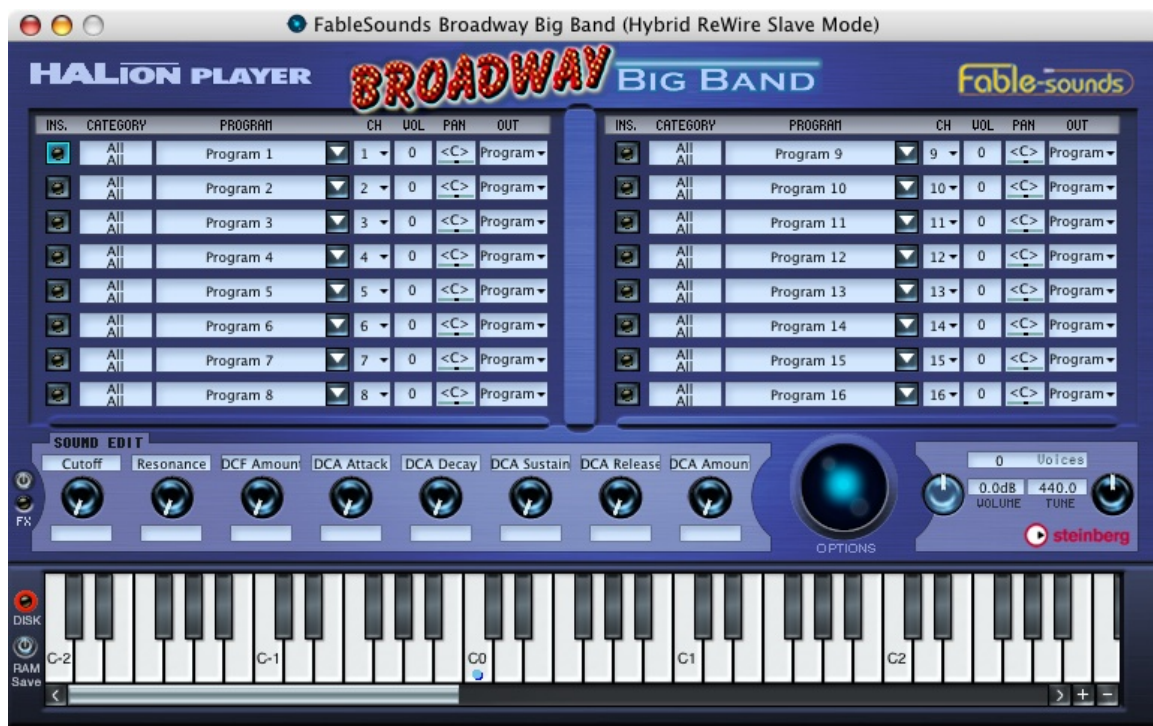 FableSounds Broadway Big Band (Hybrid ReWire Slave Mode)
HALION PLAYER BROADWAY BIG BAND Fable-sounds
INS. CATEGORY PROGRAM CH VOL PAN OUT INS. CATEGORY PROGRAM CH VOL PAN OUT
All All Program 1 1 0 <C> Program All All Program 9 9 0 <C> Program
All All Program 2 2 0 <C> Program All All Program 10 10 0 <C> Program
All All Program 3 3 0 <C> Program All All Program 11 11 0 <C> Program
All All Program 4 4 0 <C> Program All All Program 12 12 0 <C> Program
All All Program 5 5 0 <C> Program All All Program 13 13 0 <C> Program
All All Program 6 6 0 <C> Program All All Program 14 14 0 <C> Program
All All Program 7 7 0 <C> Program All All Program 15 15 0 <C> Program
All All Program 8 8 0 <C> Program All All Program 16 16 0 <C> Program
SOUND EDIT
Cutoff Resonance DCF Amount DCA Attack DCA Decay DCA Sustain DCA Release DCA Amoun
0 Voices
0.0dB 440.0
VOLUME TUNE
FX
steinberg
OPTIONS
DISK
RAM
Save
C-2 C-1 C0 C1 C2